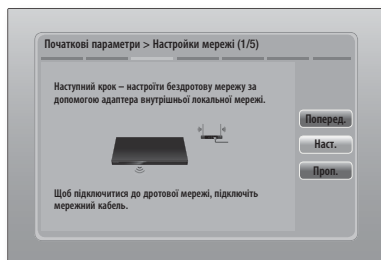 Початкові параметри > Настройки мережі (1/5)
Наступний крок – настроїти бездротову мережу за
допомогою адаптера внутрішньої локальної мережі.
Поперед.
Наст.
Проп.
Щоб підключитися до дротової мережі, підключіть
мережний кабель.